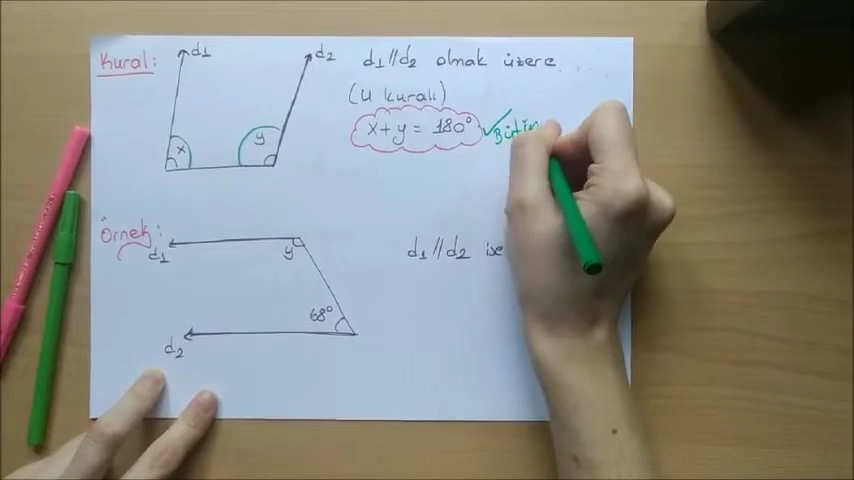 Kural:
d1
d2
d1//d2 olmak üzere
(U kuralı)
x
y
x+y = 180°
Örnek:
d1
y
d1//d2 ise
68°
d2